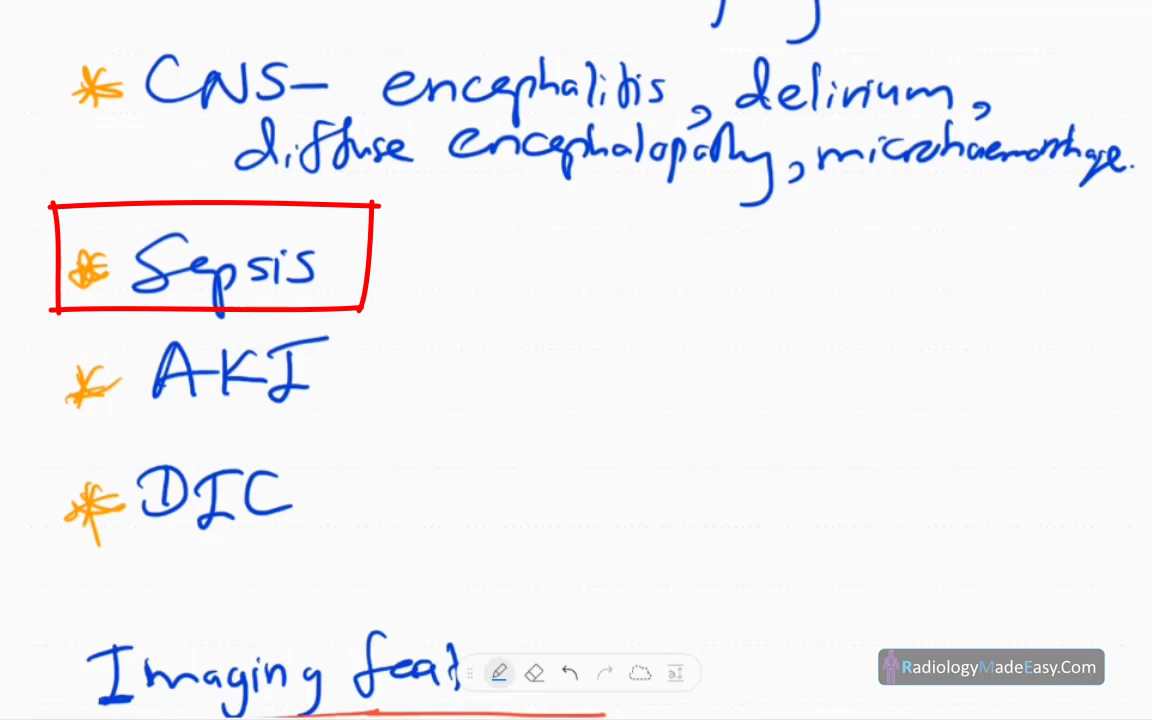 * CNS- encephalitis, delirium,
diffuse encephalopathy, microhaemorrhage.
* Sepsis
* AKI
* DIC
Imaging feat
RadiologyMadeEasy.Com